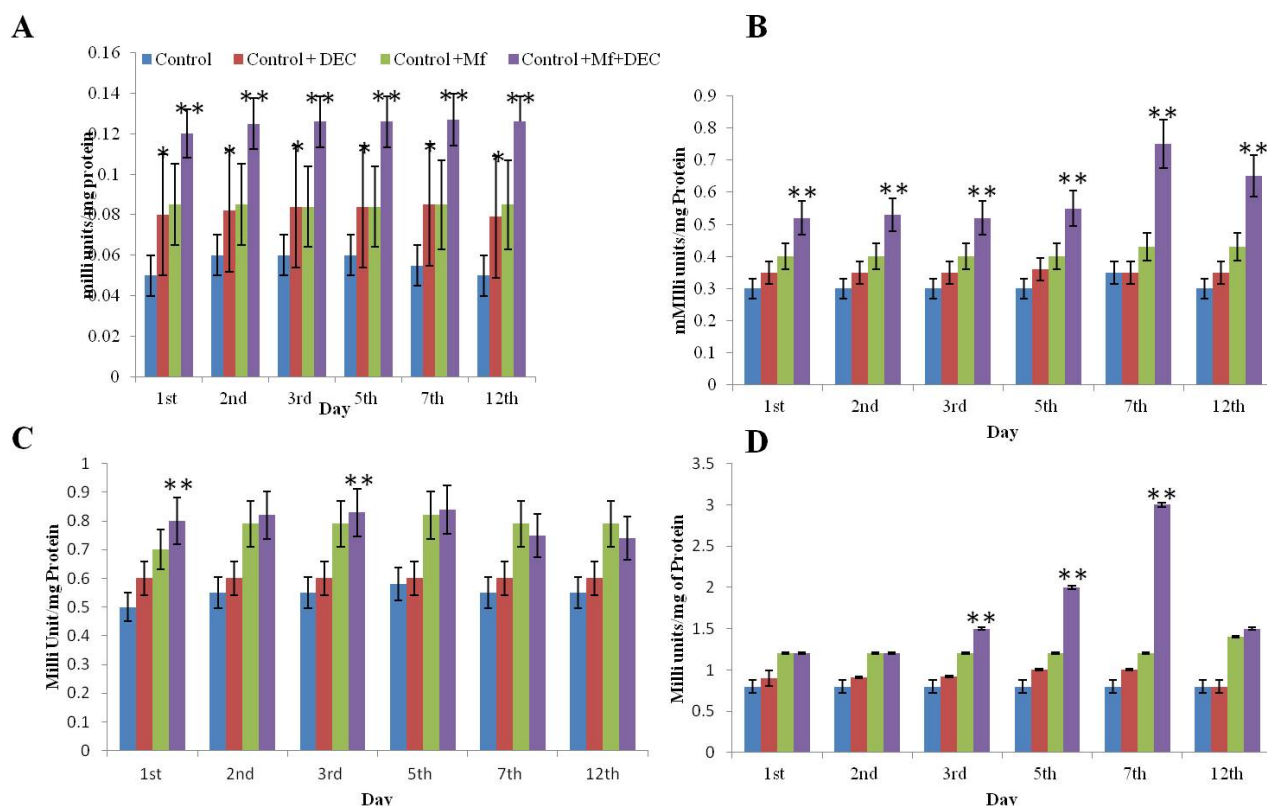 A
0.16
Control Control + DEC Control +Mf Control +Mf+DEC
0.14
0.12
0.1
0.08
0.06
0.04
0.02
0
milli units/mg protein
** ** ** ** ** **
* * * * * *
1st 2nd 3rd 5th 7th 12th
Day
B
0.9
0.8
0.7
0.6
0.5
0.4
0.3
0.2
0.1
0
mMIlli units/mg Protein
** ** ** ** ** **
1st 2nd 3rd 5th 7th 12th
Day
C
1
0.9
0.8
0.7
0.6
0.5
0.4
0.3
0.2
0.1
0
Milli Unit/mg Protein
** **
1st 2nd 3rd 5th 7th 12th
Day
D
3.5
3
2.5
2
1.5
1
0.5
0
Milli units/mg of Protein
** ** **
1st 2nd 3rd 5th 7th 12th
Day